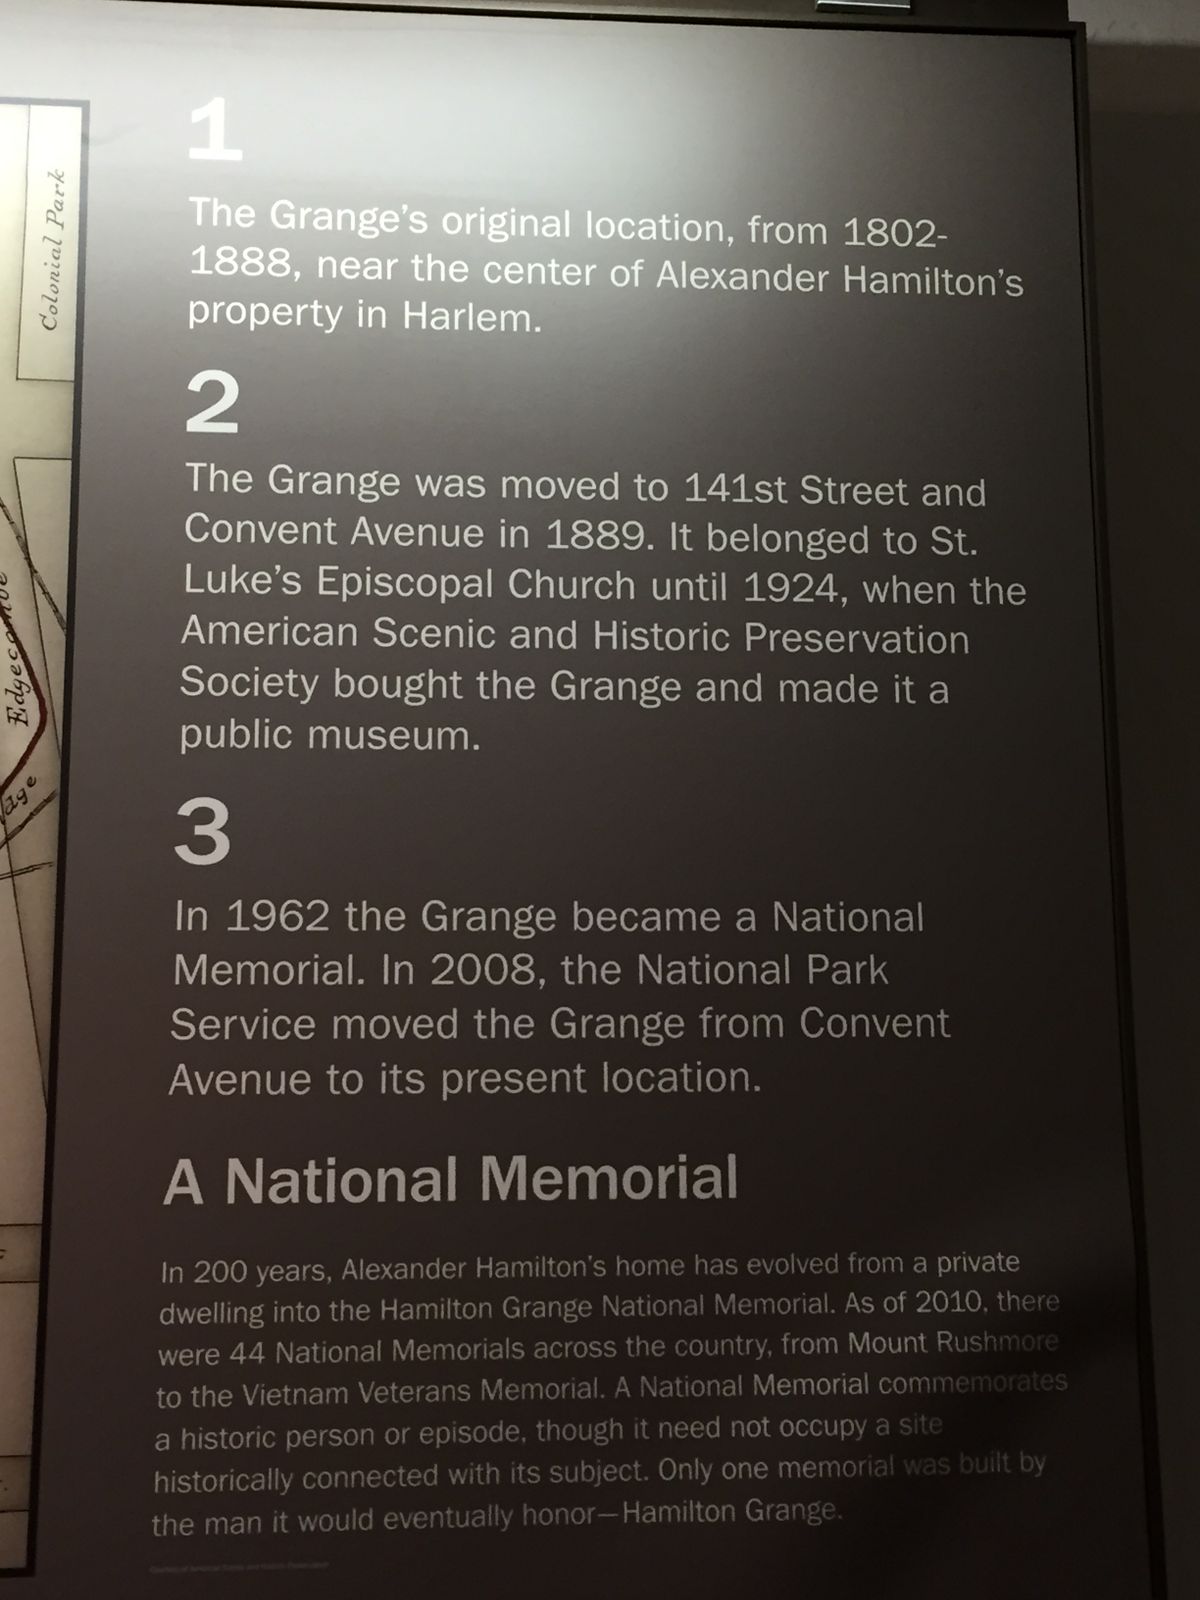 Colonial Park
Edgecombe
dge
1
The Grange's original location, from 1802-
1888, near the center of Alexander Hamilton's
property in Harlem.
2
The Grange was moved to 141st Street and
Convent Avenue in 1889. It belonged to St.
Luke's Episcopal Church until 1924, when the
American Scenic and Historic Preservation
Society bought the Grange and made it a
public museum.
3
In 1962 the Grange became a National
Memorial. In 2008, the National Park
Service moved the Grange from Convent
Avenue to its present location.
A National Memorial
In 200 years, Alexander Hamilton's home has evolved from a private
dwelling into the Hamilton Grange National Memorial. As of 2010, there
were 44 National Memorials across the country, from Mount Rushmore
to the Vietnam Veterans Memorial. A National Memorial commemorates
a historic person or episode, though it need not occupy a site
historically connected with its subject. Only one memorial was built by
the man it would eventually honor—Hamilton Grange.